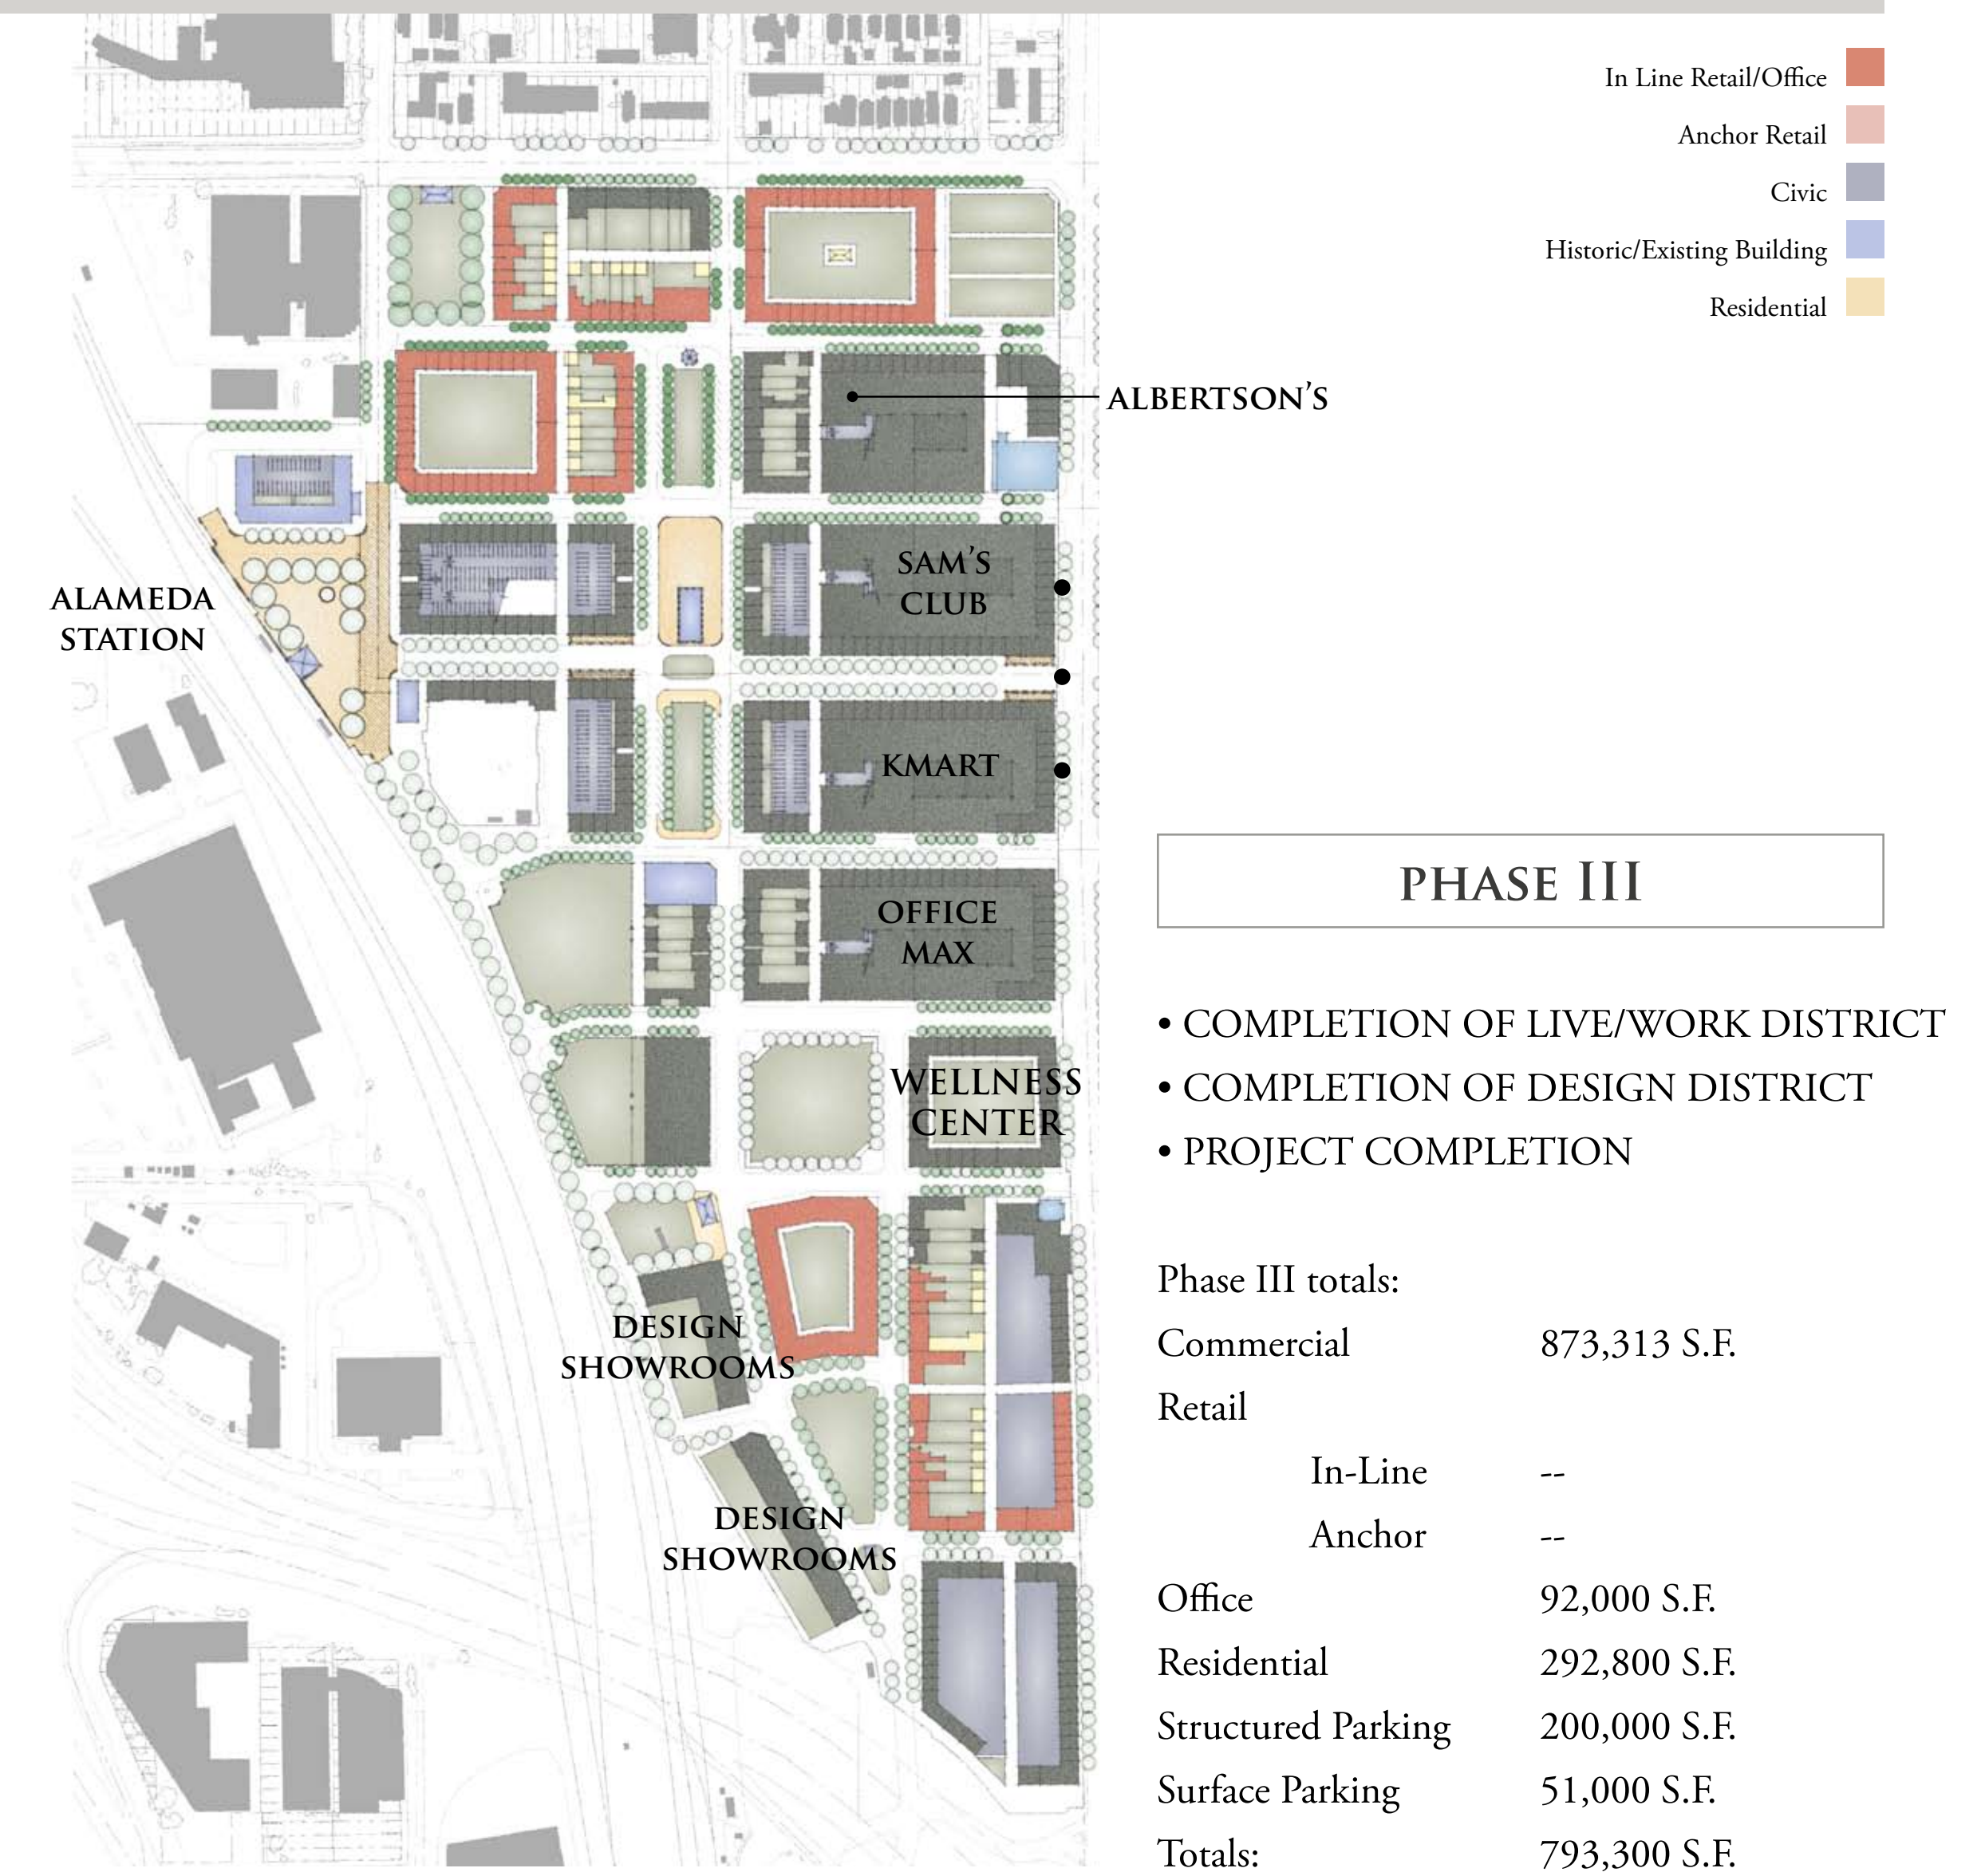 In Line Retail/Office
Anchor Retail
Civic
Historic/Existing Building
Residential
ALBERTSON'S
SAM'S
CLUB
ALAMEDA
STATION
KMART
OFFICE
MAX
WELLNESS
CENTER
DESIGN
SHOWROOMS
DESIGN
SHOWROOMS
PHASE III
• COMPLETION OF LIVE/WORK DISTRICT
• COMPLETION OF DESIGN DISTRICT
• PROJECT COMPLETION
Phase III totals:
Commercial 873,313 S.F.
Retail
In-Line --
Anchor --
Office 92,000 S.F.
Residential 292,800 S.F.
Structured Parking 200,000 S.F.
Surface Parking 51,000 S.F.
Totals: 793,300 S.F.